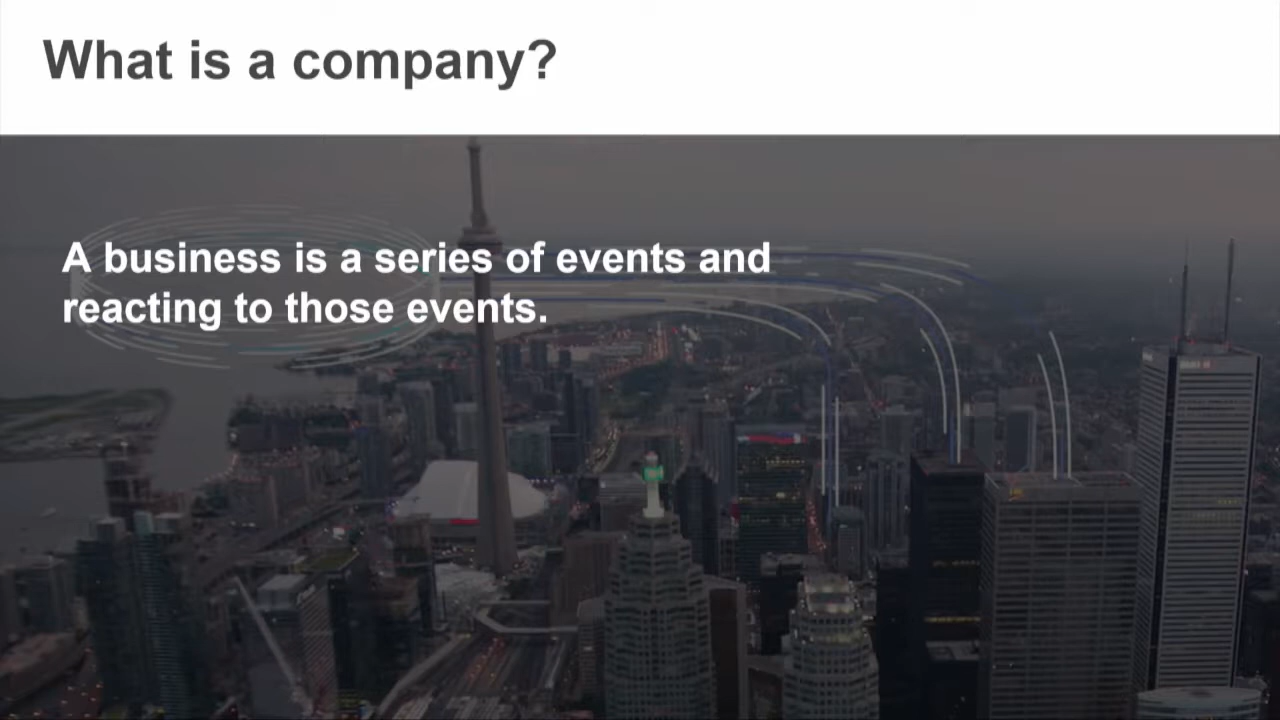 What is a company?
A business is a series of events and
reacting to those events.